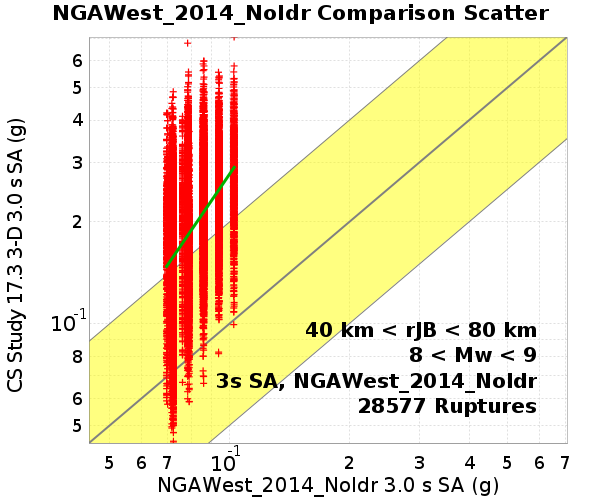 NGAWest_2014_NoIdr Comparison Scatter
CS Study 17.3 3-D 3.0 s SA (g)
6
5
4
3
2
10-1
8
6
5
40 km < rJB < 80 km
8 < Mw < 9
3s SA, NGAWest_2014_NoIdr
28577 Ruptures
5 6 7 10-1 2 3 4 5 6 7
NGAWest_2014_NoIdr 3.0 s SA (g)